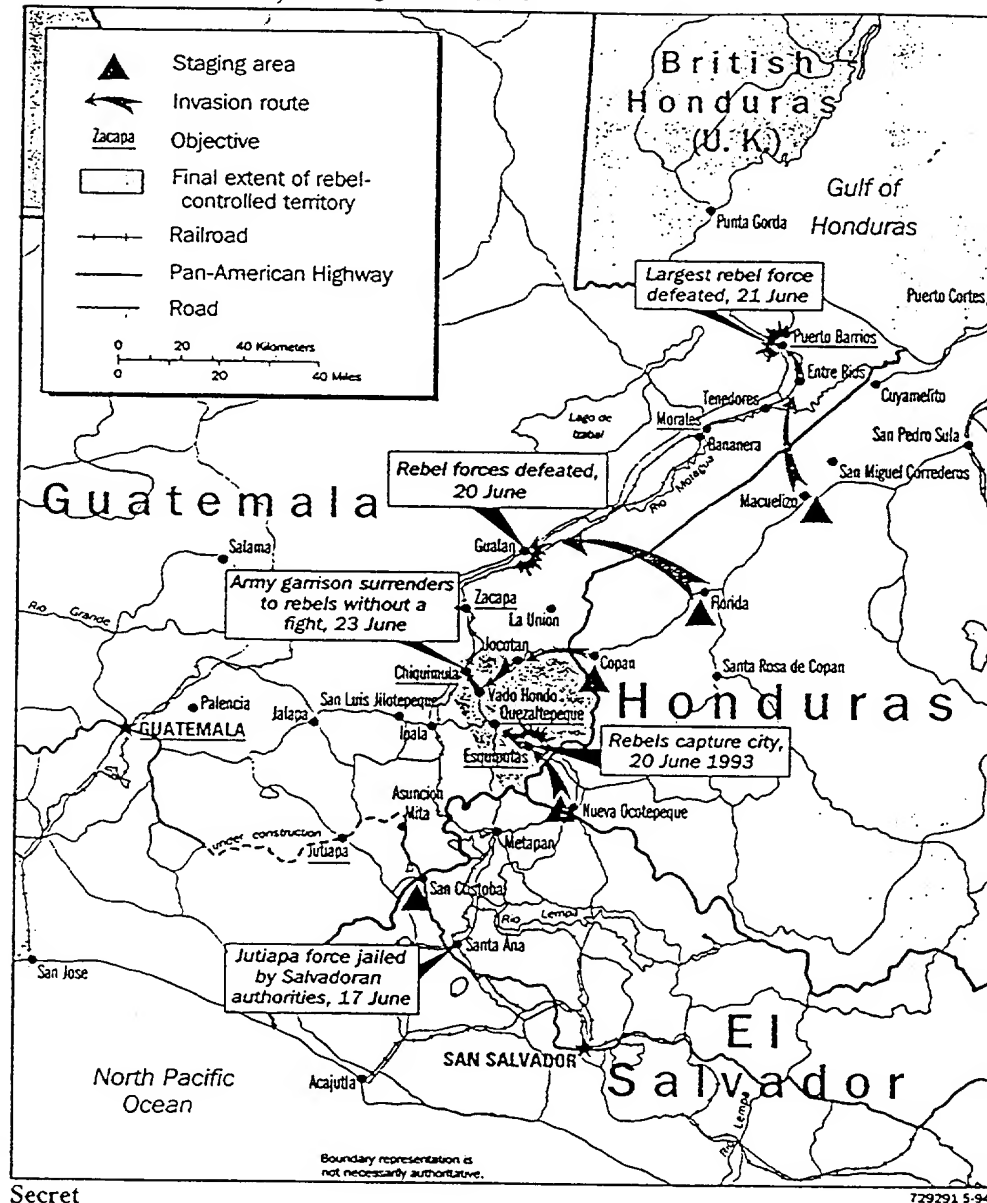 Staging area
Invasion route
Zacapa
Objective
Final extent of rebel-
controlled territory
Railroad
Pan-American Highway
Road
0 20 40 Kilometers
0 20 40 Miles
British
Honduras
(U. K.)
Gulf of
Honduras
Punta Gorda
Largest rebel force
defeated, 21 June
Puerto Cortes
Puerto Barrios
Entre Rios
Cuyamelito
Tenedores
Lago de
Izabal
Morales
Bananera
San Pedro Sula
San Miguel Correderos
Rio Motagua
Macuelizo
Rebel forces defeated,
20 June
Guatemala
Salama
Gualan
Florida
Army garrison surrenders
to rebels without a
fight, 23 June
Rio Grande
Zacapa
La Union
Jocotan
Copan
Santa Rosa de Copan
Chiquimula
Vado Hondo
Honduras
Palencia
San Luis Jilotepeque
Quezaltepeque
GUATEMALA
Jalapa
Ipala
Rebels capture city,
20 June 1993
Esquipulas
Asuncion
Mita
Nueva Ocotepeque
under construction
Jutiapa
Metapan
San Cristobal
Rio Lempa
Santa Ana
Jutiapa force jailed
by Salvadoran
authorities, 17 June
San Jose
El
Salvador
SAN SALVADOR
North Pacific
Ocean
Acajutla
Rio Lempa
Boundary representation is
not necessarily authoritative.
Secret
729291 5-94